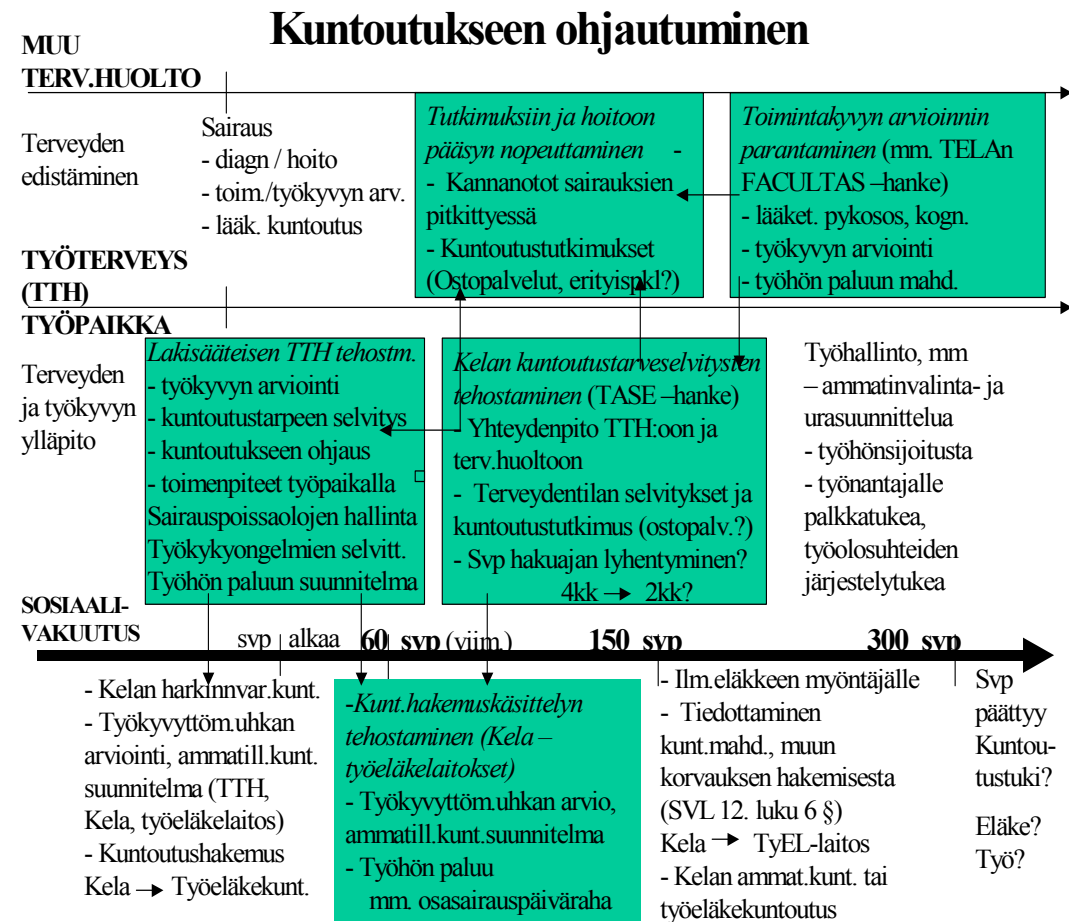 Kuntoutukseen ohjautuminen
MUU
TERV.HUOLTO
Terveyden
edistäminen
Sairaus
- diagn / hoito
- toim./työkyvyn arv.
- lääk. kuntoutus
Tutkimuksiin ja hoitoon
pääsyn nopeuttaminen -
- Kannanotot sairauksien
pitkittyessä
- Kuntoutustutkimukset
(Ostopalvelut, erityispkl?)
Toimintakyvyn arvioinnin
parantaminen (mm. TELAn
FACULTAS –hanke)
- lääket. pykosos, kogn.
- työkyvyn arviointi
- työhön paluun mahd.
TYÖTERVEYS
(TTH)
TYÖPAIKKA
Terveyden
ja työkyvyn
ylläpito
Lakisääteisen TTH tehostm.
- työkyvyn arviointi
- kuntoutustarpeen selvitys
- kuntoutukseen ohjaus
- toimenpiteet työpaikalla
Sairauspoissaolojen hallinta
Työkykyongelmien selvitt.
Työhön paluun suunnitelma
Kelan kuntoutustarveselvitysten
tehostaminen (TASE –hanke)
- Yhteydenpito TTH:oon ja
terv.huoltoon
- Terveydentilan selvitykset ja
kuntoutustutkimus (ostopalv.?)
- Svp hakuajan lyhentyminen?
4kk → 2kk?
Työhallinto, mm
– ammatinvalinta- ja
urasuunnittelua
- työhönsijoitusta
- työnantajalle
palkkatukea,
työolosuhteiden
järjestelytukea
SOSIAALI-
VAKUUTUS
svp alkaa 60 svp (viim.) 150 svp 300 svp
- Kelan harkinnvar.kunt.
- Työkyvyttöm.uhkan
arviointi, ammatill.kunt.
suunnitelma (TTH,
Kela, työeläkelaitos)
- Kuntoutushakemus
Kela → Työeläkekunt.
-Kunt.hakemuskäsittelyn
tehostaminen (Kela –
työeläkelaitokset)
- Työkyvyttöm.uhkan arvio,
ammatill.kunt.suunnitelma
- Työhön paluu
mm. osasairauspäiväraha
- Ilm.eläkkeen myöntäjälle
- Tiedottaminen
kunt.mahd., muun
korvauksen hakemisesta
(SVL 12. luku 6 §)
Kela → TyEL-laitos
- Kelan ammat.kunt. tai
työeläkekuntoutus
Svp
päättyy
Kuntou-
tustuki?
Eläke?
Työ?